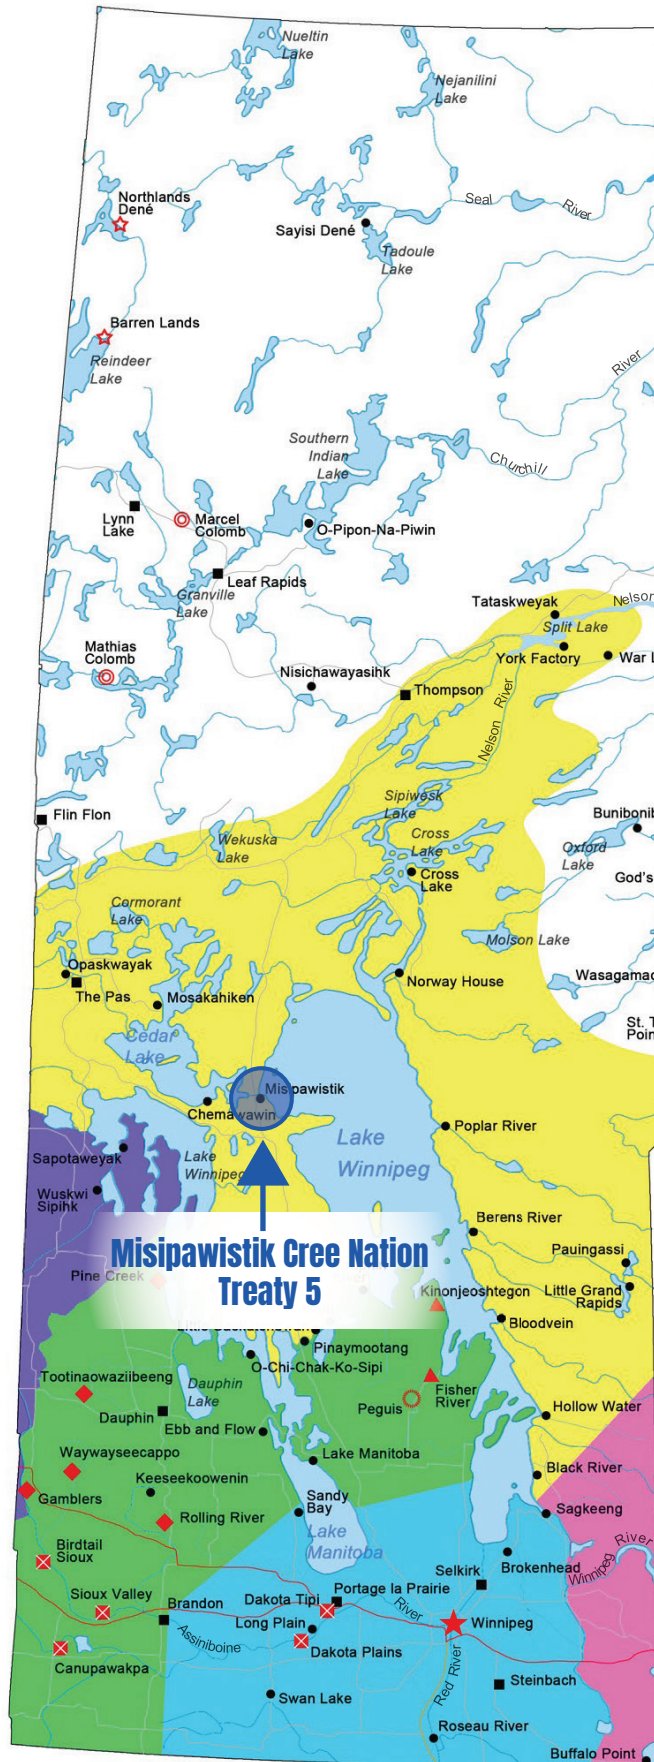 Nueltin
Lake
Nejanilini
Lake
Northlands
Dené
Seal
River
Sayisi Dené
Tadoule
Lake
Barren Lands
Reindeer
Lake
River
Southern
Indian
Lake
Churchill
Lynn
Lake
Marcel
Colomb
O-Pipon-Na-Piwin
Leaf Rapids
Granville
Lake
Tataskweyak
Nelson
Split Lake
Mathias
Colomb
York Factory
War L
Nisichawayasihk
Thompson
Nelson River
Sipiwesk
Lake
Flin Flon
Bunibonib
Wekuska
Lake
Cross
Lake
Oxford
Lake
Cross
Lake
God's
Cormorant
Lake
Molson Lake
Opaskwayak
The Pas
Mosakahiken
Norway House
Wasagamac
St. T
Poin
Cedar
Lake
Misipawistik
Chemawawin
Poplar River
Lake
Winnipeg
Sapotaweyak
Lake
Winnipeg
Wuskwi
Sipihk
Berens River
Misipawistik Cree Nation
Treaty 5
Pauingassi
Pine Creek
Kinonjeoshtegon
Little Grand
Rapids
Bloodvein
Pinaymootang
O-Chi-Chak-Ko-Sipi
Tootinaowaziibeeng
Dauphin
Lake
Fisher
River
Peguis
Dauphin
Ebb and Flow
Hollow Water
Waywayseecappo
Lake Manitoba
Keeseekoowenin
Black River
Gamblers
Sandy
Bay
Sagkeeng
Rolling River
Lake
Manitoba
Birdtail
Sioux
Winnipeg River
Brokenhead
Selkirk
Sioux Valley
Portage la Prairie
Dakota Tipi
Brandon
River
Long Plain
Winnipeg
Assiniboine
Dakota Plains
Canupawakpa
Red River
Steinbach
Swan Lake
Roseau River
Buffalo Point